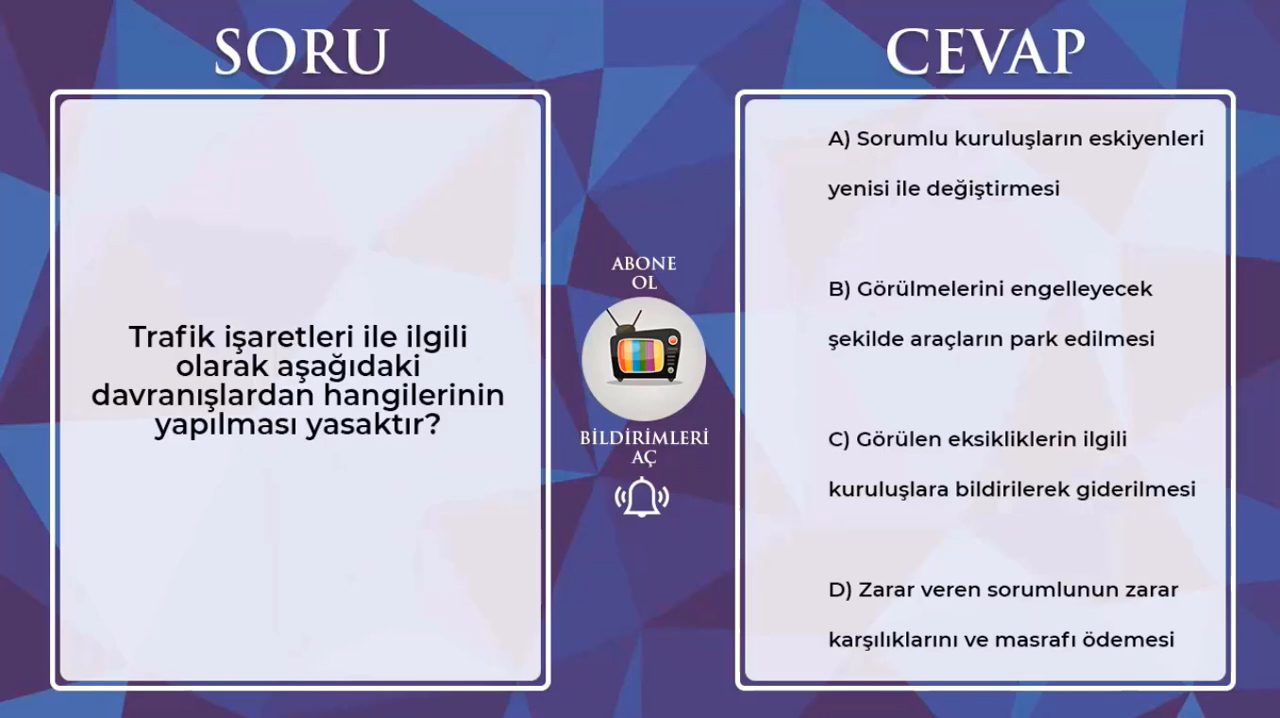 SORU
Trafik işaretleri ile ilgili
olarak aşağıdaki
davranışlardan hangilerinin
yapılması yasaktır?
ABONE
OL
BİLDİRİMLERİ
AÇ
CEVAP
A) Sorumlu kuruluşların eskiyenleri
yenisi ile değiştirmesi
B) Görülmelerini engelleyecek
şekilde araçların park edilmesi
C) Görülen eksikliklerin ilgili
kuruluşlara bildirilerek giderilmesi
D) Zarar veren sorumlunun zarar
karşılıklarını ve masrafı ödemesi